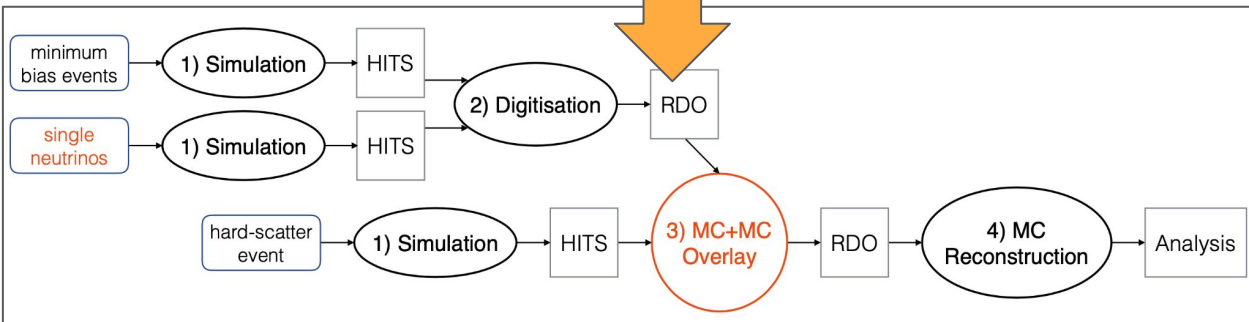 minimum
bias events
1) Simulation
HITS
single
neutrinos
1) Simulation
HITS
2) Digitisation
RDO
hard-scatter
event
1) Simulation
HITS
3) MC+MC
Overlay
RDO
4) MC
Reconstruction
Analysis